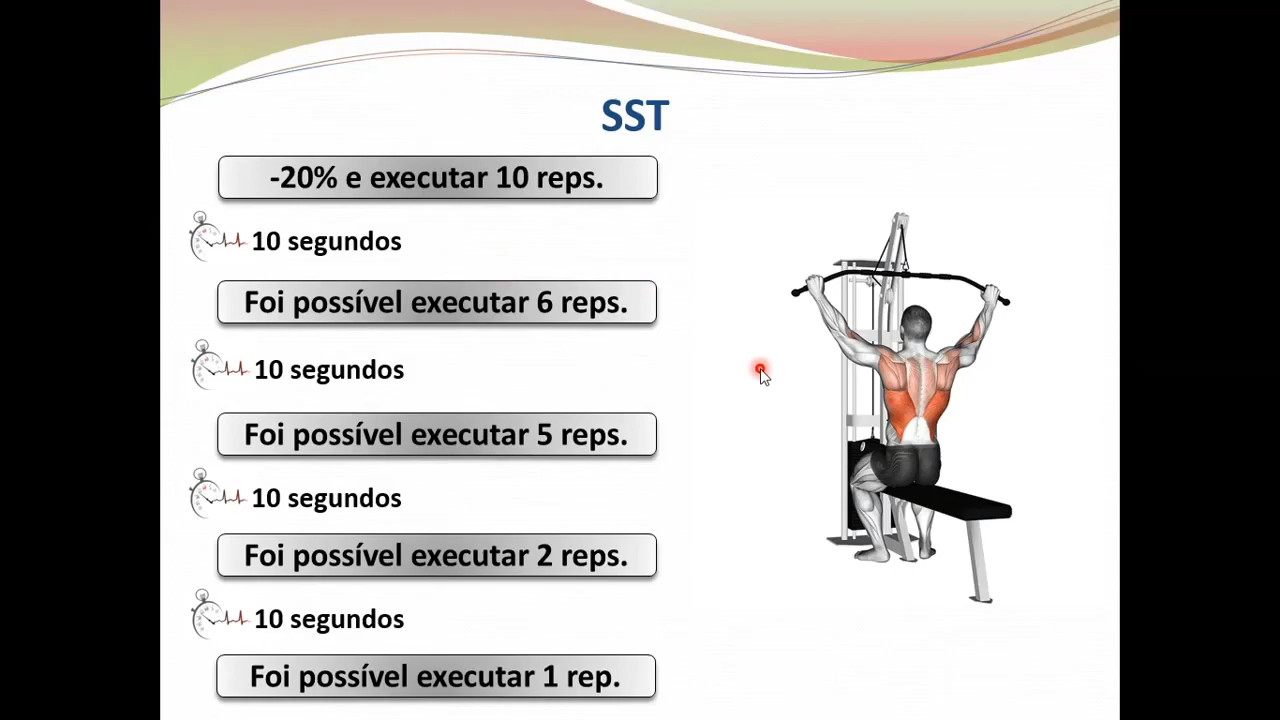 SST
-20% e executar 10 reps.
10 segundos
Foi possível executar 6 reps.
10 segundos
Foi possível executar 5 reps.
10 segundos
Foi possível executar 2 reps.
10 segundos
Foi possível executar 1 rep.